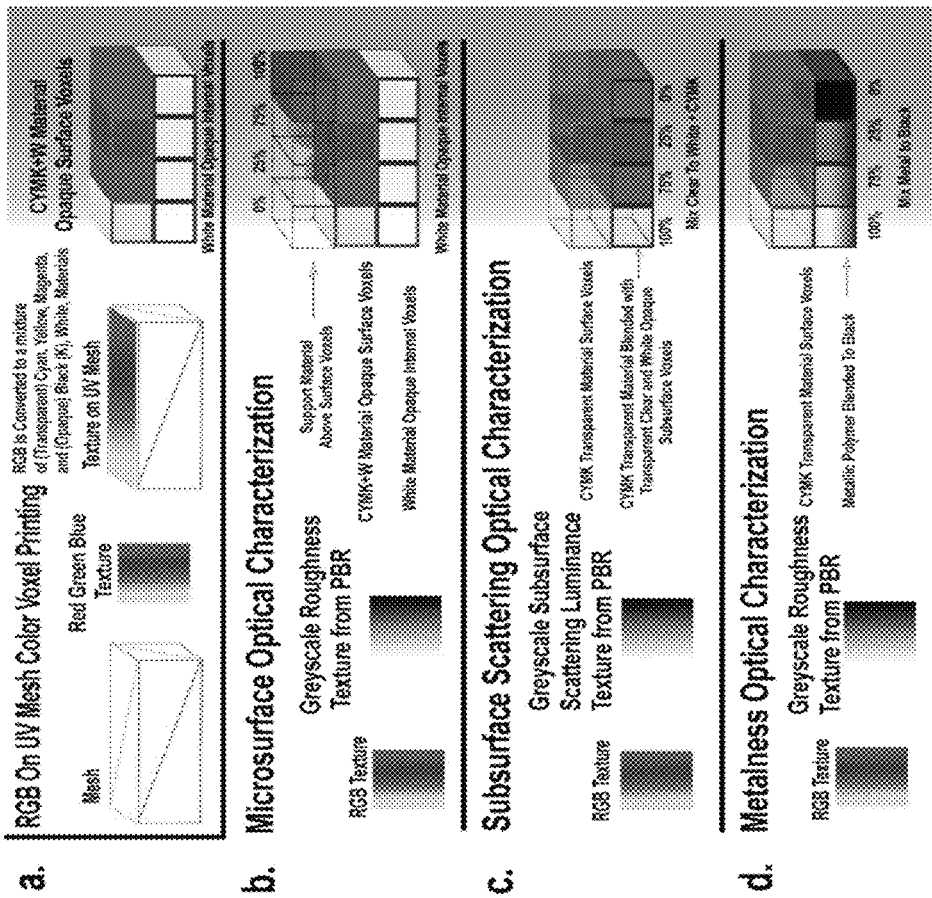 a.
RGB On UV Mesh Color Voxel Printing
Mesh
Red Green Blue
Texture
RGB is Converted to a mixture
of (Transparent) Cyan, Yellow, Magenta,
and (Opaque) Black (K), White, Materials
Texture on UV Mesh
CYMK+W Material
Opaque Surface Voxels
White Material Opaque Internal Voxels
b.
Microsurface Optical Characterization
RGB Texture
Greyscale Roughness
Texture from PBR
Support Material
Above Surface Voxels
CYMK+W Material Opaque Surface Voxels
White Material Opaque Internal Voxels
0% 25% 75% 100%
White Material Opaque Internal Voxels
c.
Subsurface Scattering Optical Characterization
RGB Texture
Greyscale Subsurface
Scattering Luminance
Texture from PBR
CYMK Transparent Material Surface Voxels
CYMK Transparent Material Blended with
Transparent Clear and White Opaque
Subsurface Voxels
100% 75% 25% 0%
Mix Clear To White + CYMK
d.
Metalness Optical Characterization
RGB Texture
Greyscale Roughness
Texture from PBR
CYMK Transparent Material Surface Voxels
Metallic Polymer Blended To Black
100% 75% 25% 0%
Mix Metal to Black